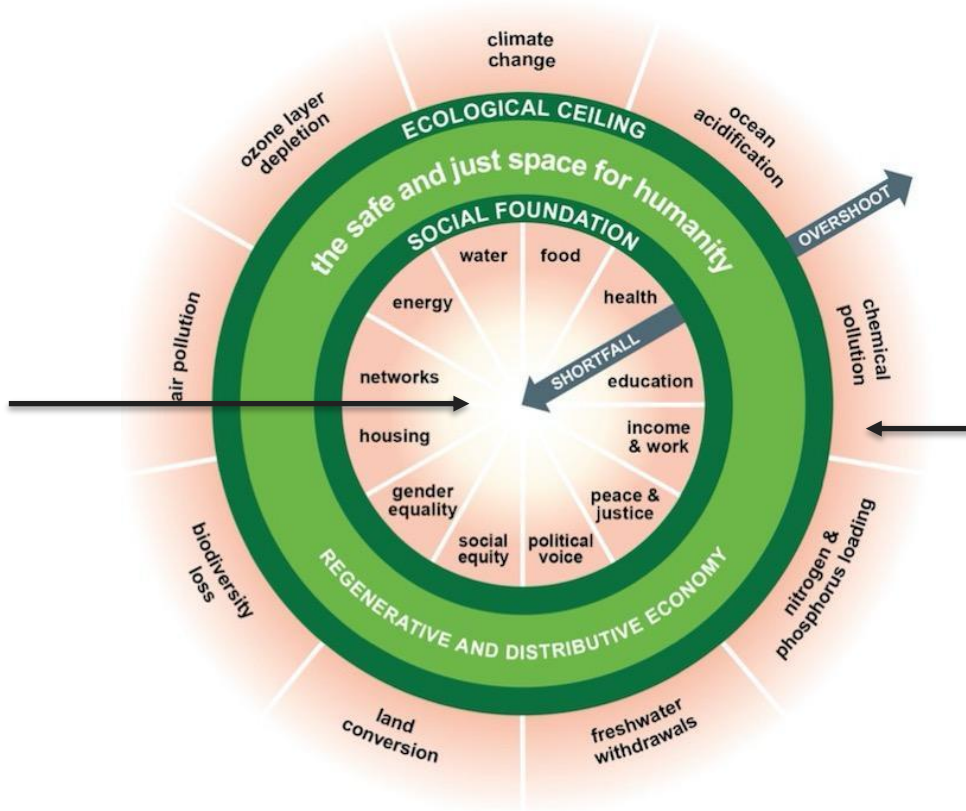 climate
change
ozone layer
depletion
ocean
acidification
ECOLOGICAL CEILING
the safe and just space for humanity
OVERSHOOT
SOCIAL FOUNDATION
water
food
energy
health
SHORTFALL
networks
education
housing
income
& work
gender
equality
peace &
justice
social
equity
political
voice
air pollution
chemical
pollution
REGENERATIVE AND DISTRIBUTIVE ECONOMY
biodiversity
loss
nitrogen &
phosphorus loading
land
conversion
freshwater
withdrawals